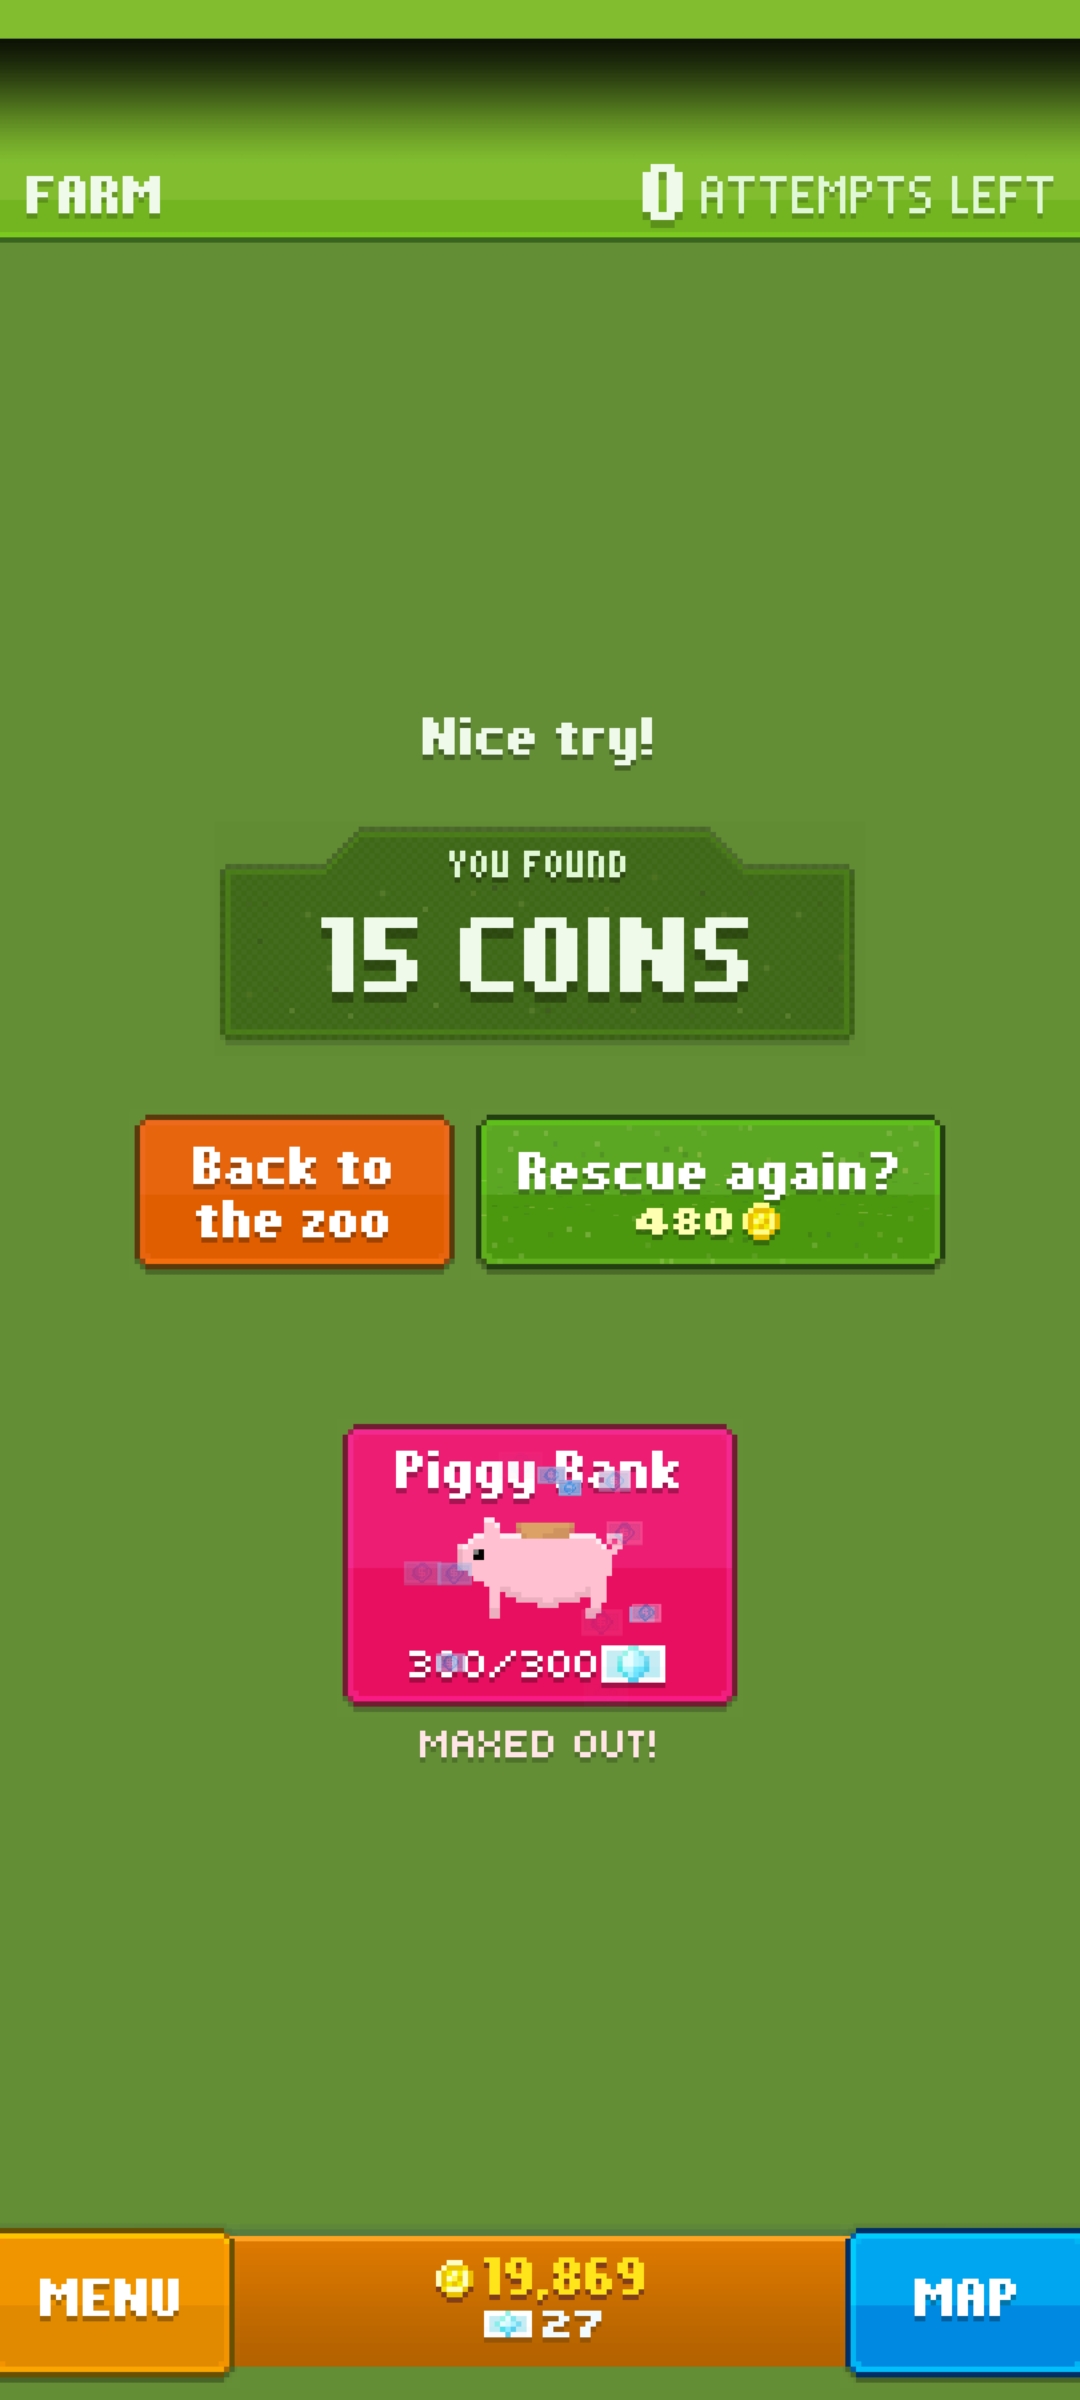 FARM
0 ATTEMPTS LEFT
Nice try!
YOU FOUND
15 COINS
Back to
the zoo
Rescue again?
480
Piggy Bank
300/300
MAXED OUT!
MENU
19,869
27
MAP